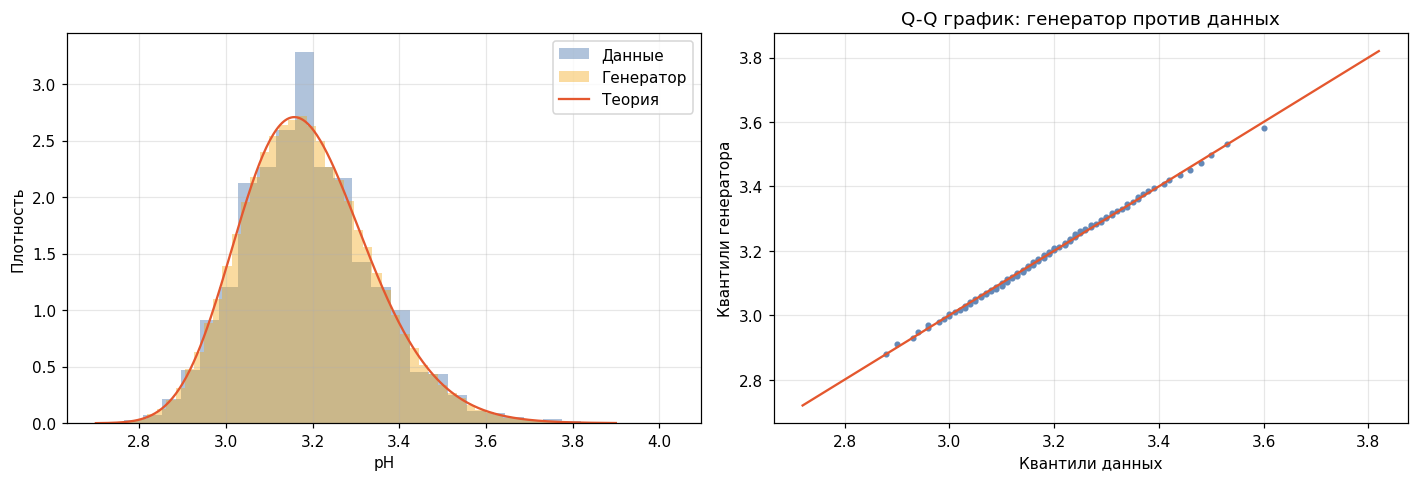 Плотность
3.0
2.5
2.0
1.5
1.0
0.5
0.0
2.8 3.0 3.2 3.4 3.6 3.8 4.0
pH
Данные
Генератор
Теория
Q-Q график: генератор против данных
Квантили генератора
3.8
3.6
3.4
3.2
3.0
2.8
2.8 3.0 3.2 3.4 3.6 3.8
Квантили данных